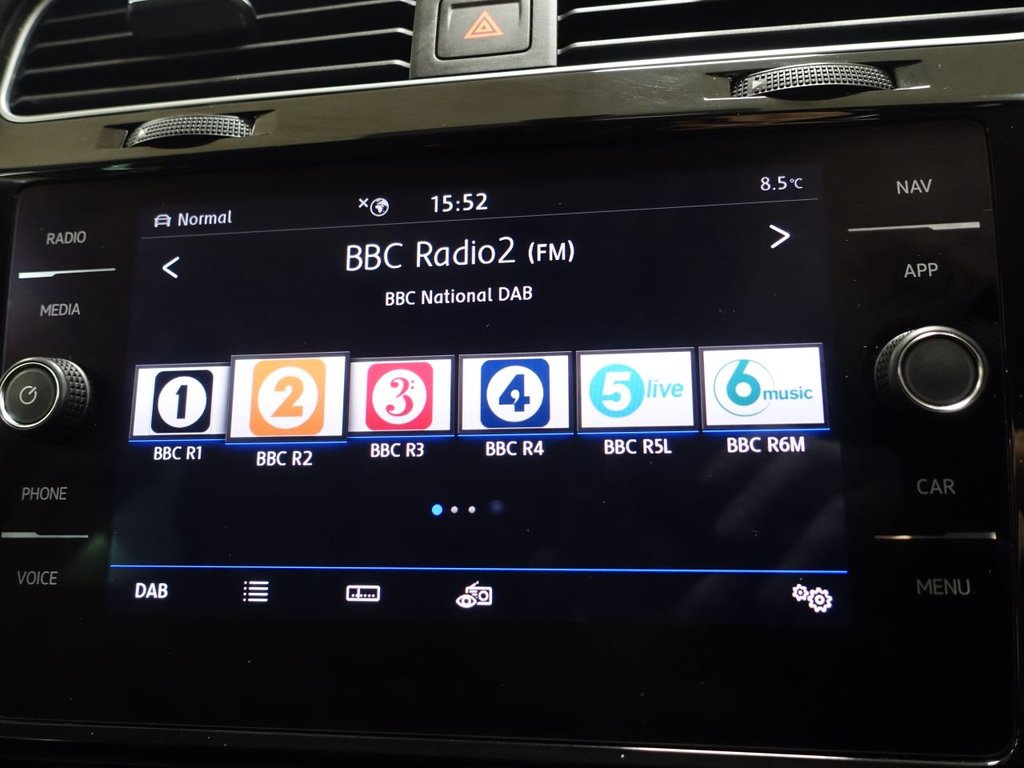 Normal 15:52 8.5°C
BBC Radio2 (FM)
BBC National DAB
RADIO
MEDIA
PHONE
VOICE
NAV
APP
CAR
MENU
1 2 3 4 5 live 6 music
BBC R1 BBC R2 BBC R3 BBC R4 BBC R5L BBC R6M
DAB